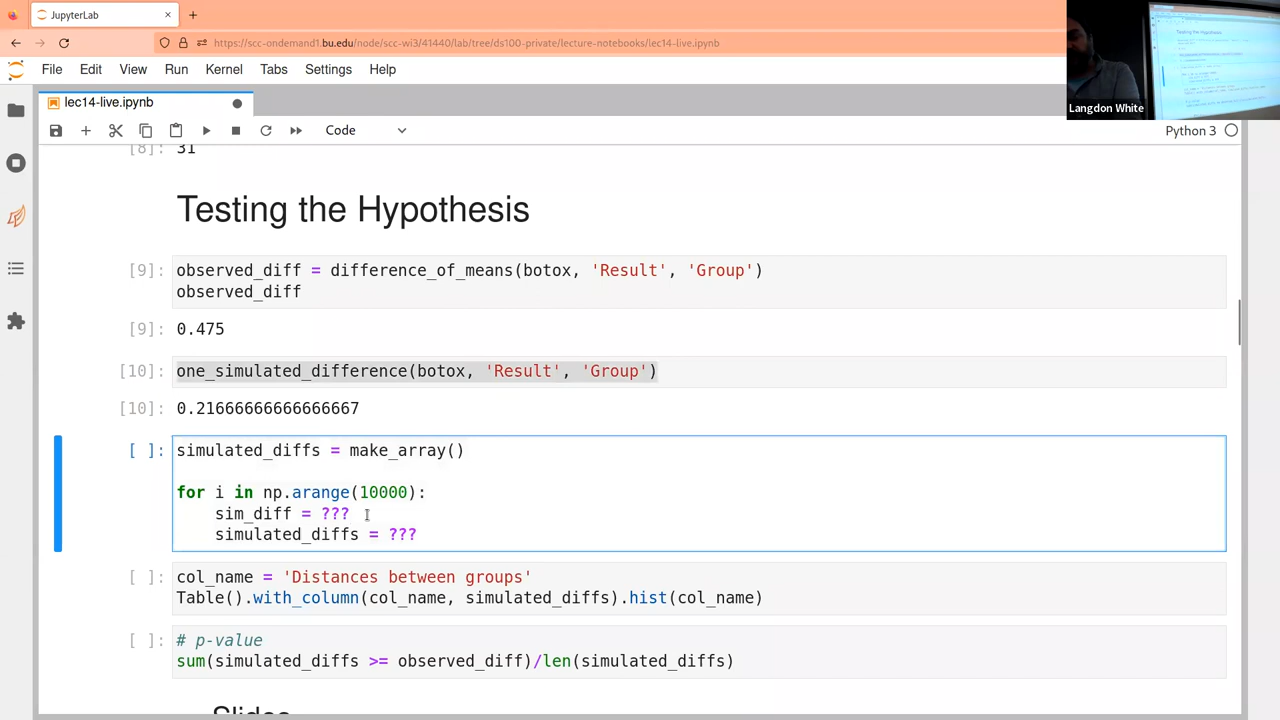 JupyterLab
https://scc-ondemand1.bu.edu/node/scc-wi3/41440/lab/tree/ds100-private/lecture-notebooks/lec14-live.ipynb
File Edit View Run Kernel Tabs Settings Help
lec14-live.ipynb
Langdon White
Code
Python 3
[8]: 31
Testing the Hypothesis
[9]: observed_diff = difference_of_means(botox, 'Result', 'Group')
observed_diff
[9]: 0.475
[10]: one_simulated_difference(botox, 'Result', 'Group')
[10]: 0.21666666666666667
[ ]: simulated_diffs = make_array()
for i in np.arange(10000):
sim_diff = ???
simulated_diffs = ???
[ ]: col_name = 'Distances between groups'
Table().with_column(col_name, simulated_diffs).hist(col_name)
[ ]: # p-value
sum(simulated_diffs >= observed_diff)/len(simulated_diffs)
Slides